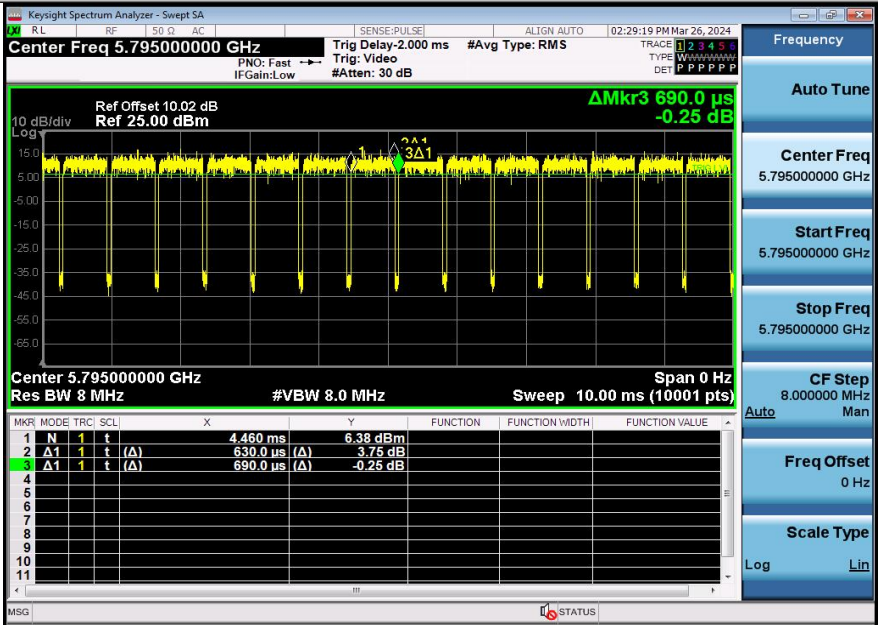 Keysight Spectrum Analyzer - Swept SA
LXI RL RF 50 Ω AC SENSE:PULSE ALIGN AUTO 02:29:19 PM Mar 26, 2024
Center Freq 5.795000000 GHz
PNO: Fast
IFGain:Low
Trig Delay-2.000 ms
Trig: Video
#Atten: 30 dB
#Avg Type: RMS
TRACE 1 2 3 4 5 6
TYPE WWWWWW
DET P P P P P P
ΔMkr3 690.0 µs
-0.25 dB
Ref Offset 10.02 dB
10 dB/div Ref 25.00 dBm
Log
15.0
5.00
-5.00
-15.0
-25.0
-35.0
-45.0
-55.0
-65.0
1
2Δ1
3Δ1
Center 5.795000000 GHz Span 0 Hz
Res BW 8 MHz #VBW 8.0 MHz Sweep 10.00 ms (10001 pts)
MKR MODE TRC SCL X Y FUNCTION FUNCTION WIDTH FUNCTION VALUE
1 N 1 t 4.460 ms 6.38 dBm
2 Δ1 1 t (Δ) 630.0 µs (Δ) 3.75 dB
3 Δ1 1 t (Δ) 690.0 µs (Δ) -0.25 dB
4
5
6
7
8
9
10
11
MSG STATUS
Frequency
Auto Tune
Center Freq
5.795000000 GHz
Start Freq
5.795000000 GHz
Stop Freq
5.795000000 GHz
CF Step
8.000000 MHz
Auto Man
Freq Offset
0 Hz
Scale Type
Log Lin